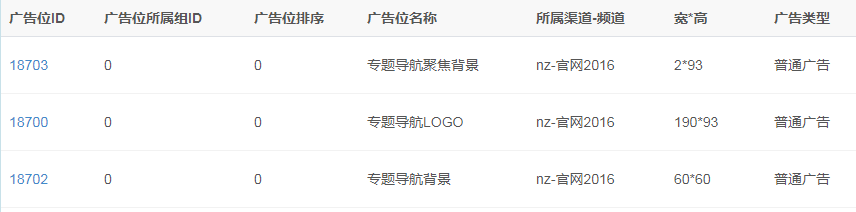 广告位ID 广告位所属组ID 广告位排序 广告位名称 所属渠道-频道 宽*高 广告类型
18703 0 0 专题导航聚焦背景 nz-官网2016 2*93 普通广告
18700 0 0 专题导航LOGO nz-官网2016 190*93 普通广告
18702 0 0 专题导航背景 nz-官网2016 60*60 普通广告